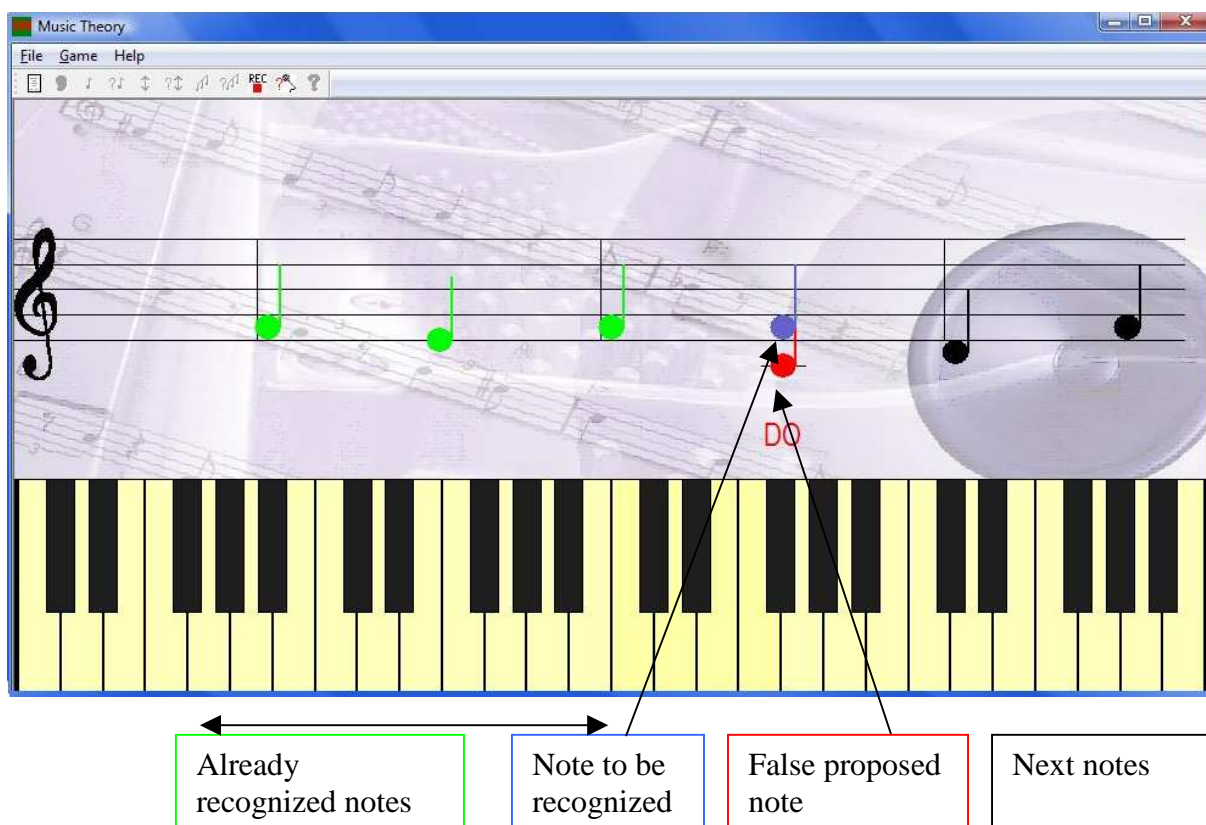 Music Theory
File Game Help
REC
G
DO
Already Note to be False proposed Next notes
recognized notes recognized note